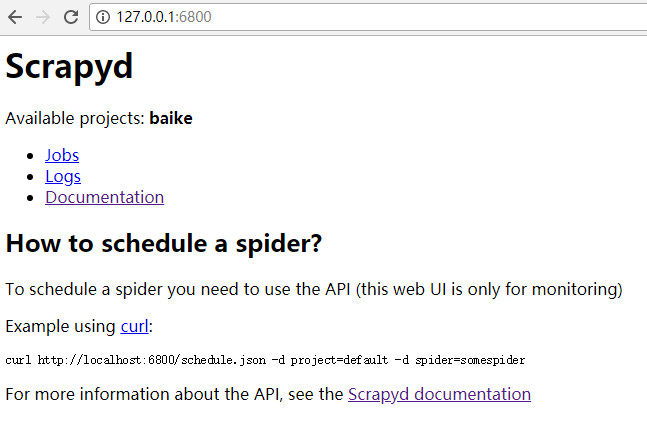 127.0.0.1:6800
Scrapyd
Available projects: baike
Jobs
Logs
Documentation
How to schedule a spider?
To schedule a spider you need to use the API (this web UI is only for monitoring)
Example using curl:
curl http://localhost:6800/schedule.json -d project=default -d spider=somespider
For more information about the API, see the Scrapyd documentation